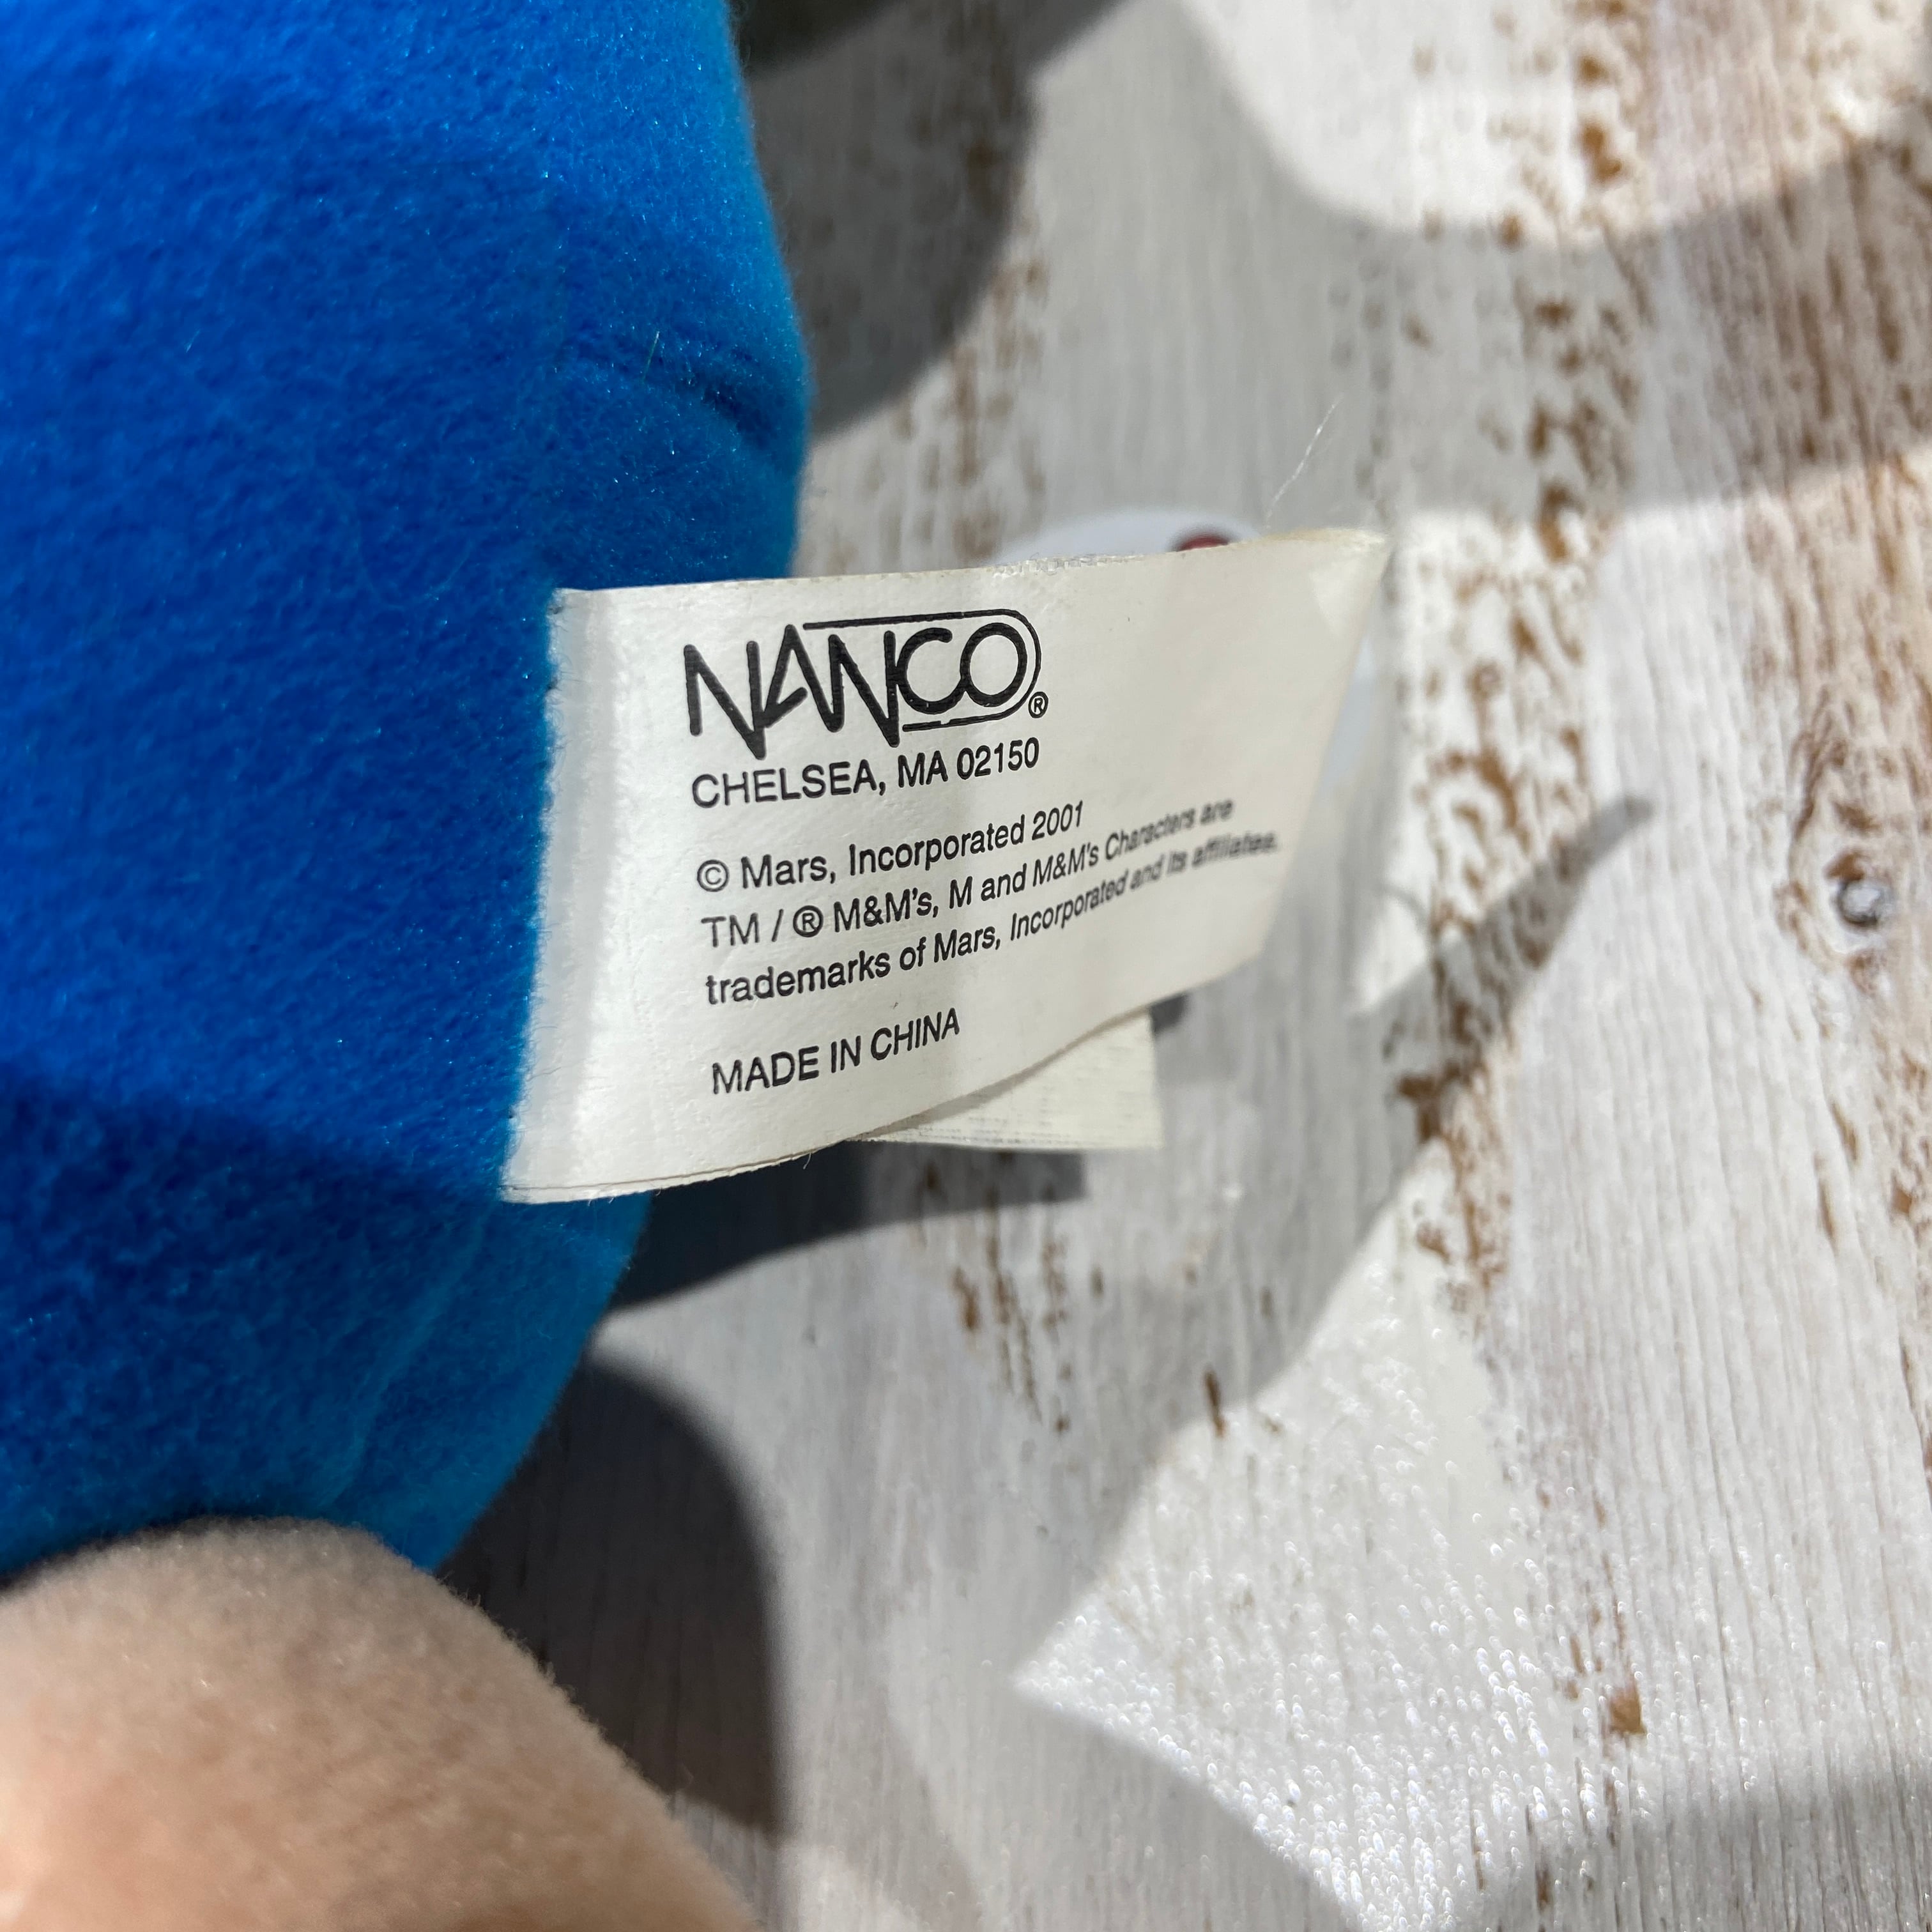 NANCO®
CHELSEA, MA 02150
© Mars, Incorporated 2001
TM / ® M&M's, M and M&M's Characters are
trademarks of Mars, Incorporated and its affiliates.
MADE IN CHINA